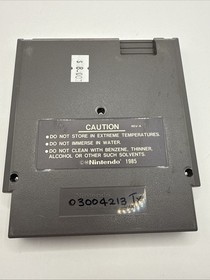 CAUTION
•DO NOT STORE IN EXTREME TEMPERATURES.
•DO NOT IMMERSE IN WATER.
•DO NOT CLEAN WITH BENZENE, THINNER,
ALCOHOL OR OTHER SUCH SOLVENTS.
©®Nintendo 1985
03004213